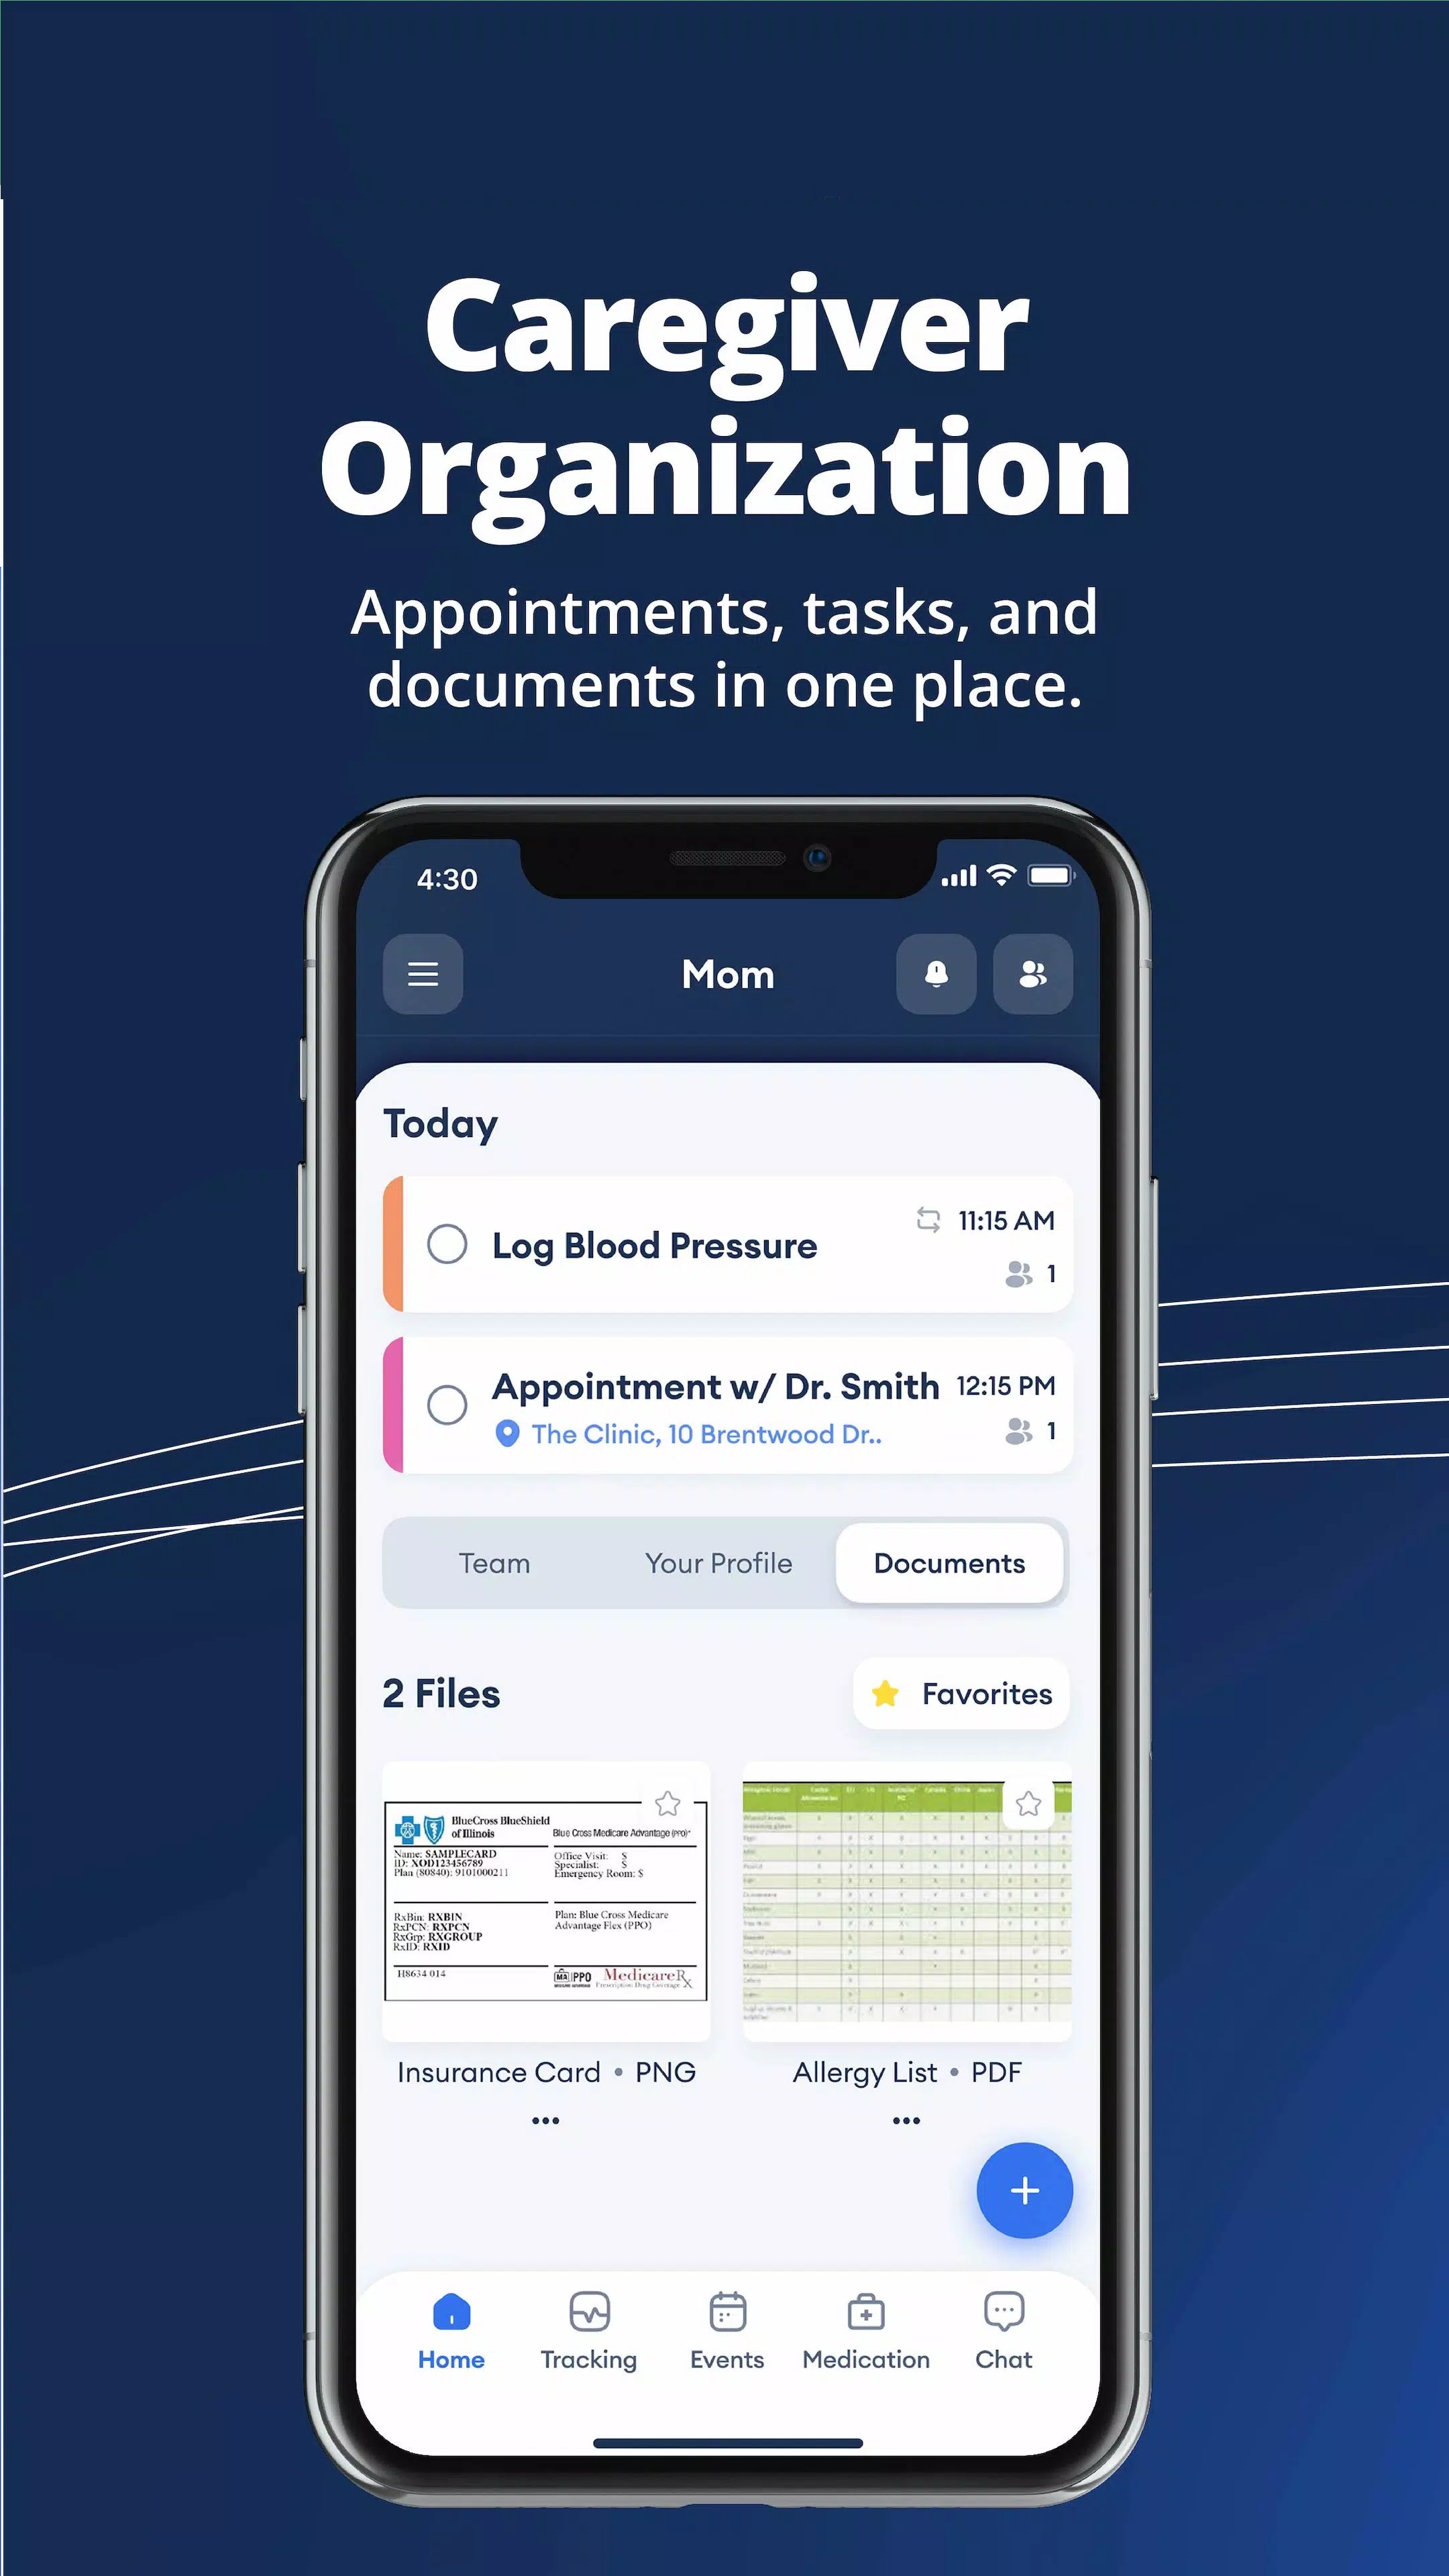 Caregiver
Organization
Appointments, tasks, and
documents in one place.
4:30
Mom
Today
Log Blood Pressure
11:15 AM
1
Appointment w/ Dr. Smith
12:15 PM
The Clinic, 10 Brentwood Dr..
1
Team
Your Profile
Documents
2 Files
Favorites
BlueCross BlueShield
of Illinois
Blue Cross Medicare Advantage (PPO)
Name: SAMPLECARD
ID: XOD123456789
Plan (80840): 9101000211
Office Visit: $
Specialist: $
Emergency Room: $
RxBin: RXBIN
RxPCN: RXPCN
RxGrp: RXGROUP
RxID: RXID
Plan: Blue Cross Medicare
Advantage Flex (PPO)
H8634 014
MA PPO
MedicareRx
Prescription Drug Coverage
Insurance Card • PNG
Allergy List • PDF
Home
Tracking
Events
Medication
Chat